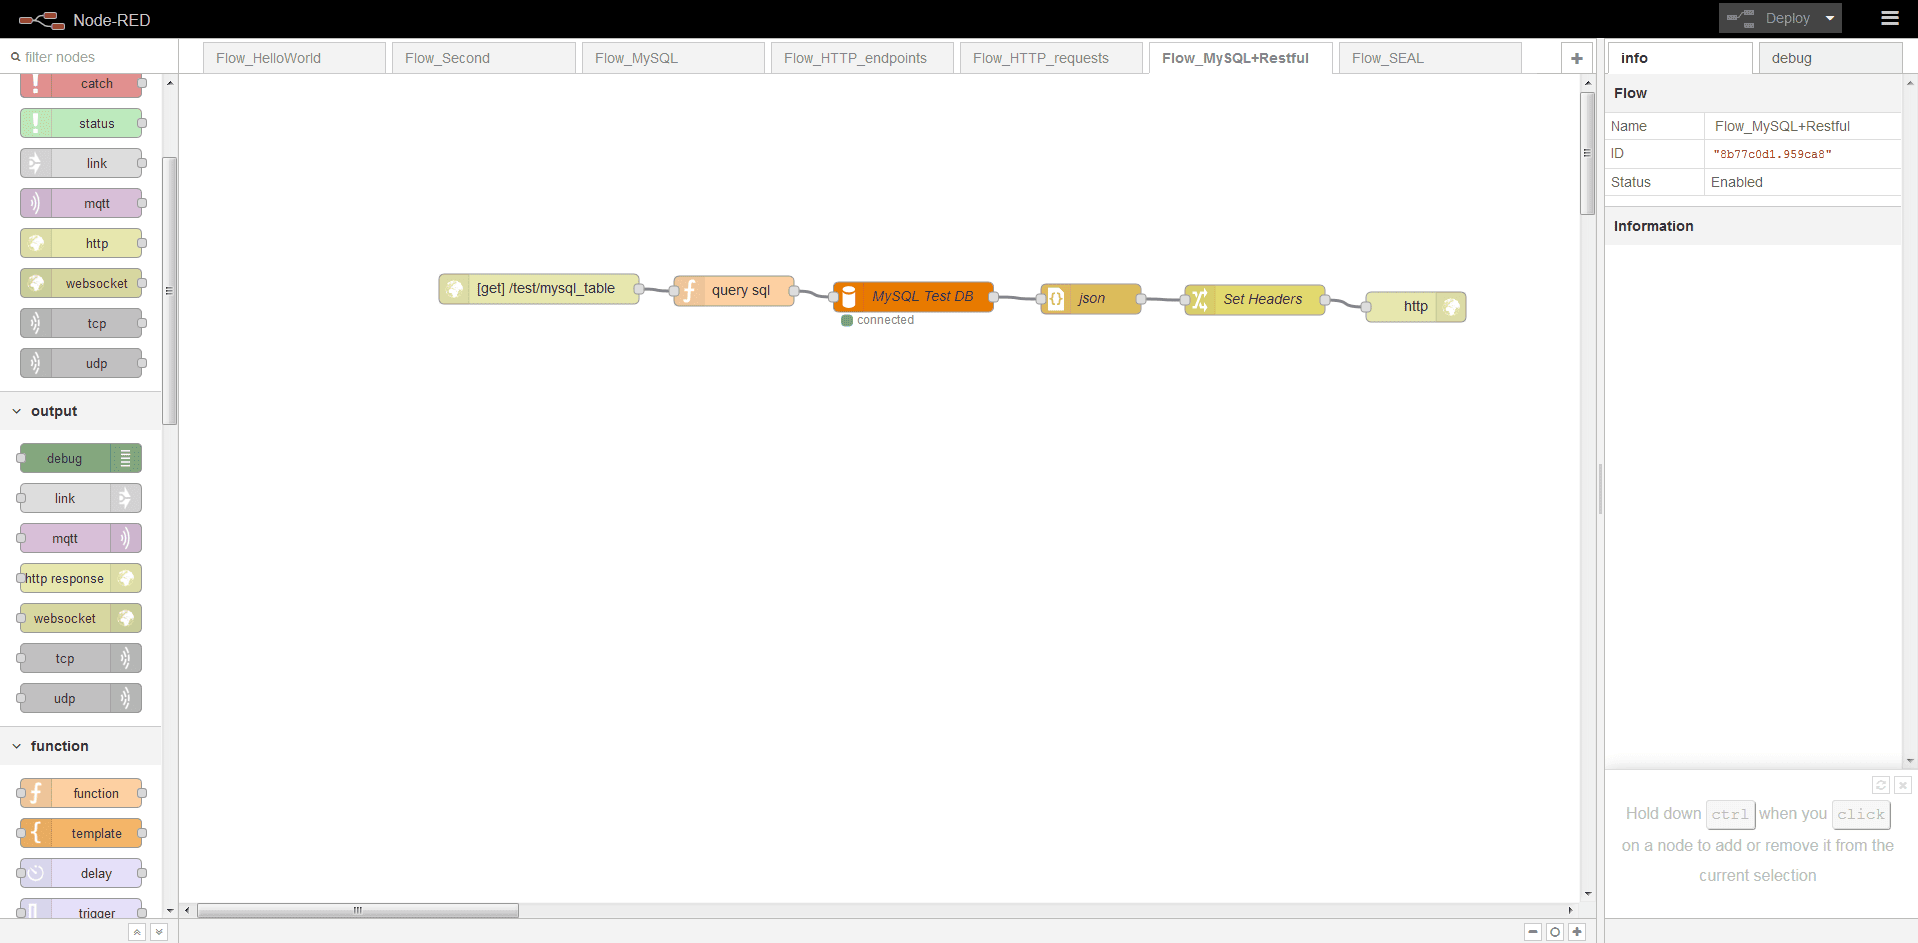 Node-RED
Deploy
filter nodes
Flow_HelloWorld
Flow_Second
Flow_MySQL
Flow_HTTP_endpoints
Flow_HTTP_requests
Flow_MySQL+Restful
Flow_SEAL
info
debug
catch
status
link
mqtt
http
websocket
tcp
udp
output
debug
link
mqtt
http response
websocket
tcp
udp
function
function
template
delay
trigger
[get] /test/mysql_table
query sql
MySQL Test DB
connected
json
Set Headers
http
Flow
Name Flow_MySQL+Restful
ID "8b77c0d1.959ca8"
Status Enabled
Information
Hold down ctrl when you click
on a node to add or remove it from the
current selection